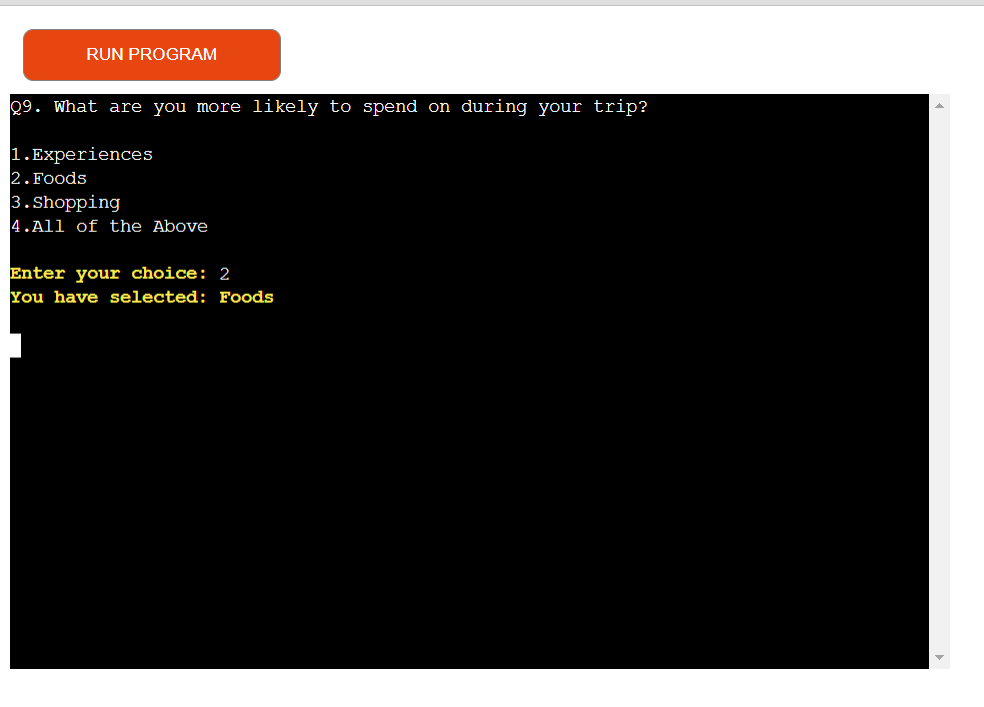 RUN PROGRAM
Q9. What are you more likely to spend on during your trip?
1.Experiences
2.Foods
3.Shopping
4.All of the Above
Enter your choice: 2
You have selected: Foods